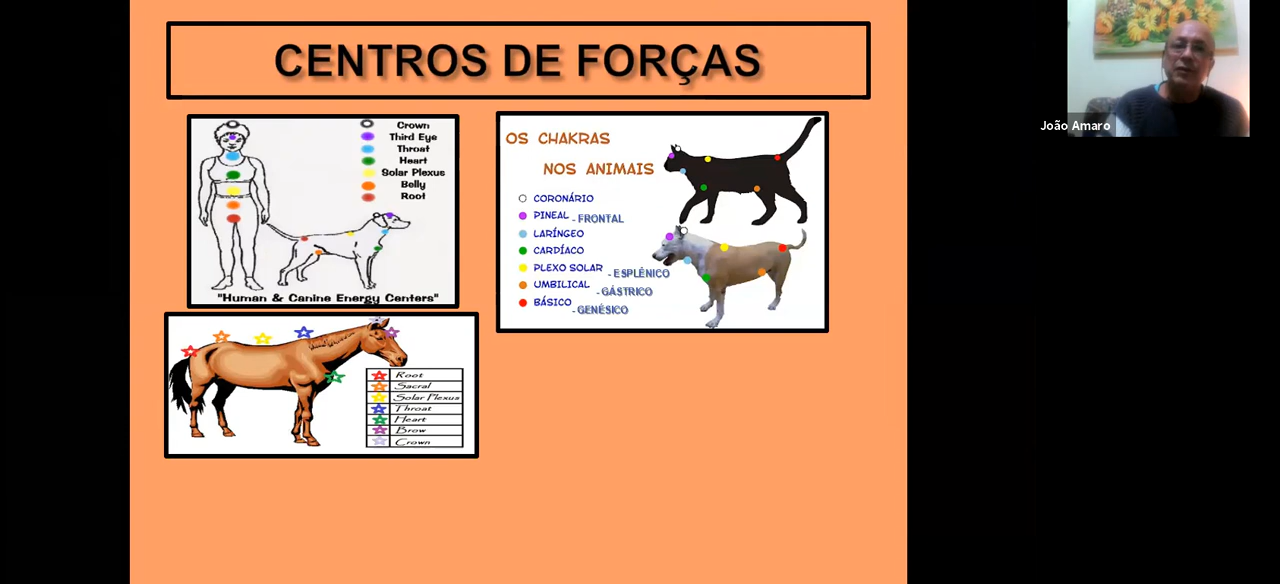 CENTROS DE FORÇAS
Crown
Third Eye
Throat
Heart
Solar Plexus
Belly
Root
"Human & Canine Energy Centers"
OS CHAKRAS
NOS ANIMAIS
CORONÁRIO
PINEAL - FRONTAL
LARÍNGEO
CARDÍACO
PLEXO SOLAR - ESPLÊNICO
UMBILICAL - GÁSTRICO
BÁSICO - GENÉSICO
Root
Sacral
Solar Plexus
Throat
Heart
Brow
Crown
João Amaro